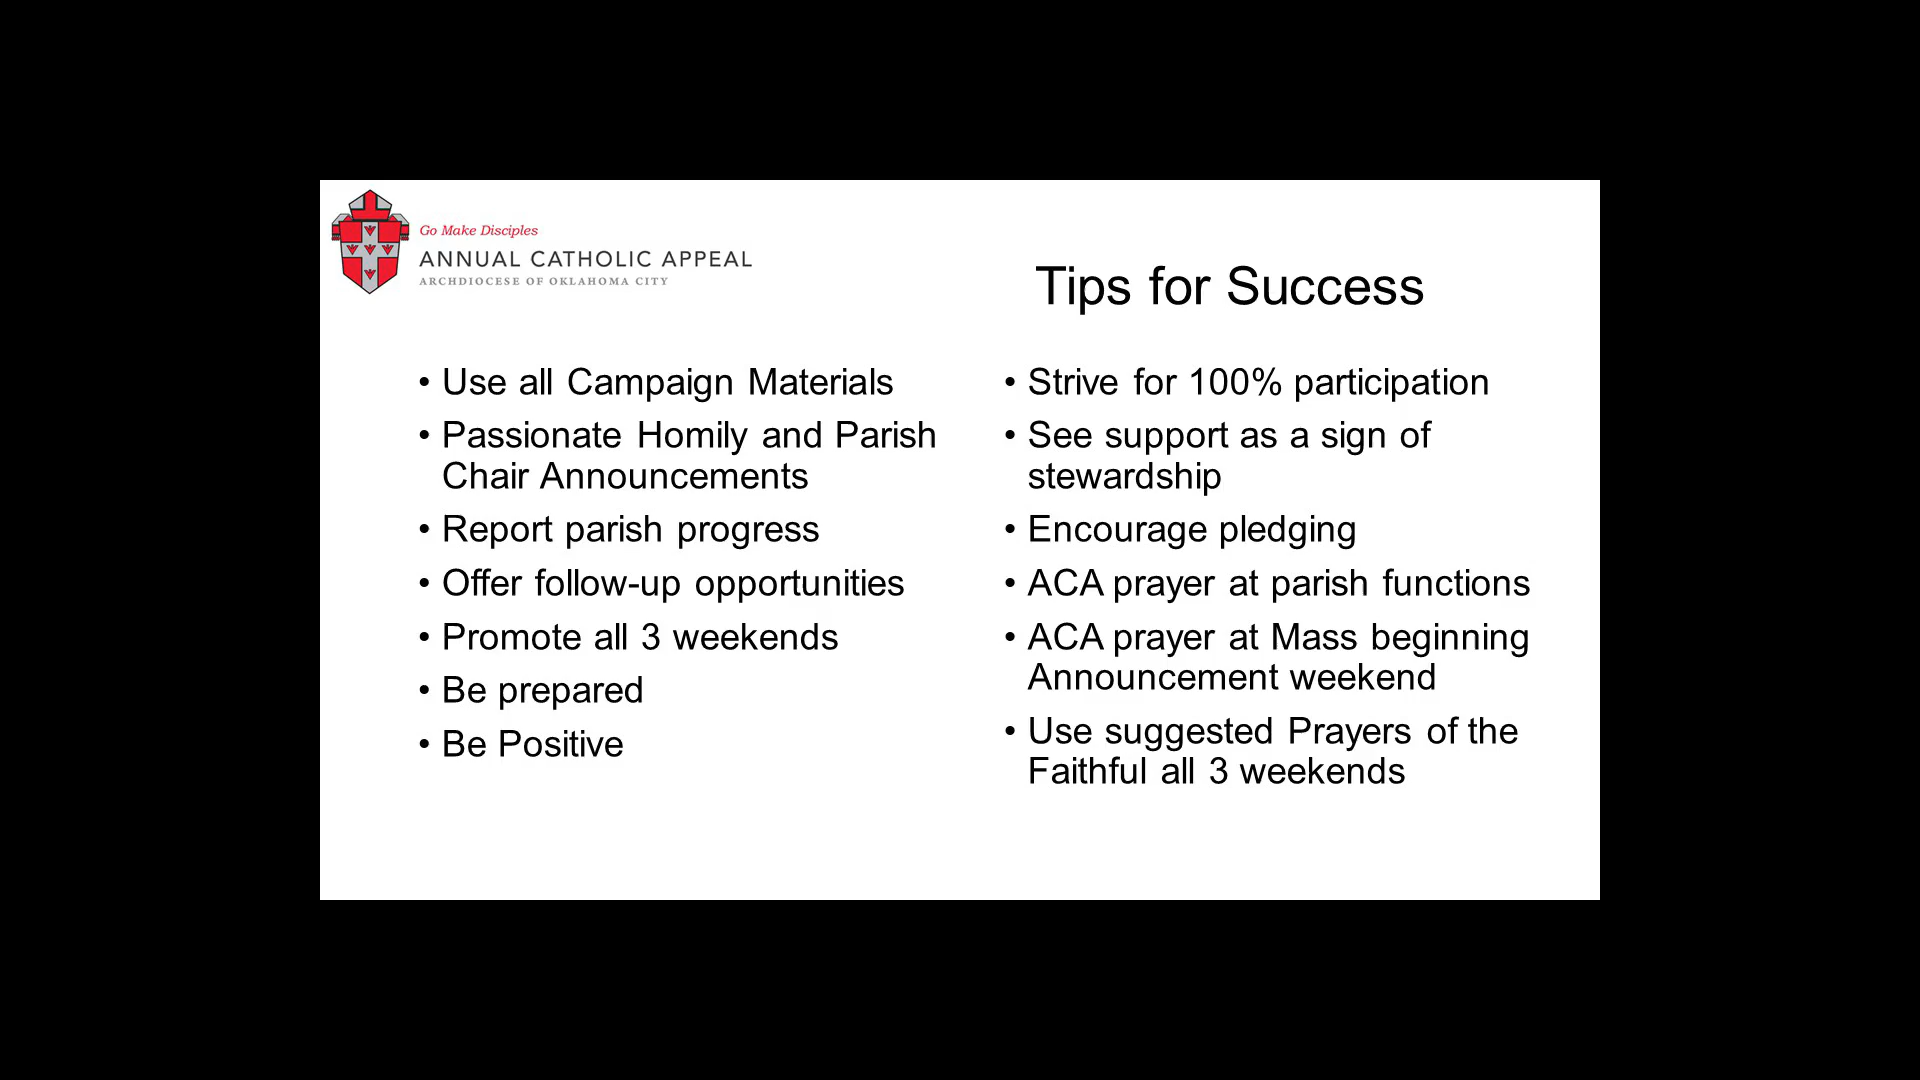 Go Make Disciples
ANNUAL CATHOLIC APPEAL
ARCHDIOCESE OF OKLAHOMA CITY
Tips for Success
• Use all Campaign Materials
• Passionate Homily and Parish
Chair Announcements
• Report parish progress
• Offer follow-up opportunities
• Promote all 3 weekends
• Be prepared
• Be Positive
• Strive for 100% participation
• See support as a sign of
stewardship
• Encourage pledging
• ACA prayer at parish functions
• ACA prayer at Mass beginning
Announcement weekend
• Use suggested Prayers of the
Faithful all 3 weekends